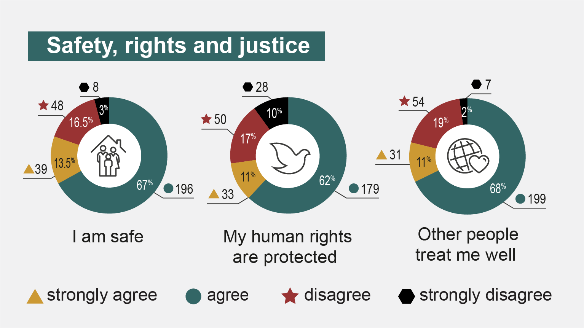 Safety, rights and justice
8
48
3%
16.5%
39
13.5%
67%
196
I am safe
28
50
10%
17%
33
11%
62%
179
My human rights
are protected
7
54
2%
19%
31
11%
68%
199
Other people
treat me well
strongly agree
agree
disagree
strongly disagree